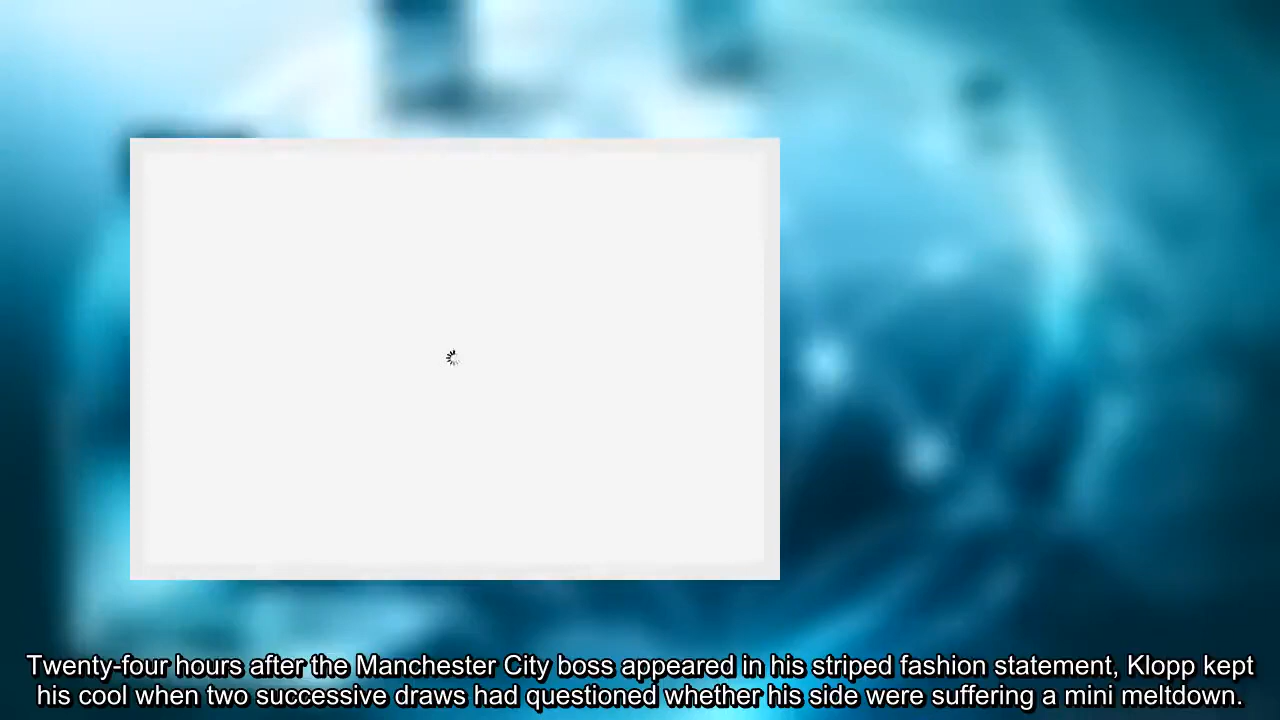 Twenty-four hours after the Manchester City boss appeared in his striped fashion statement, Klopp kept
his cool when two successive draws had questioned whether his side were suffering a mini meltdown.